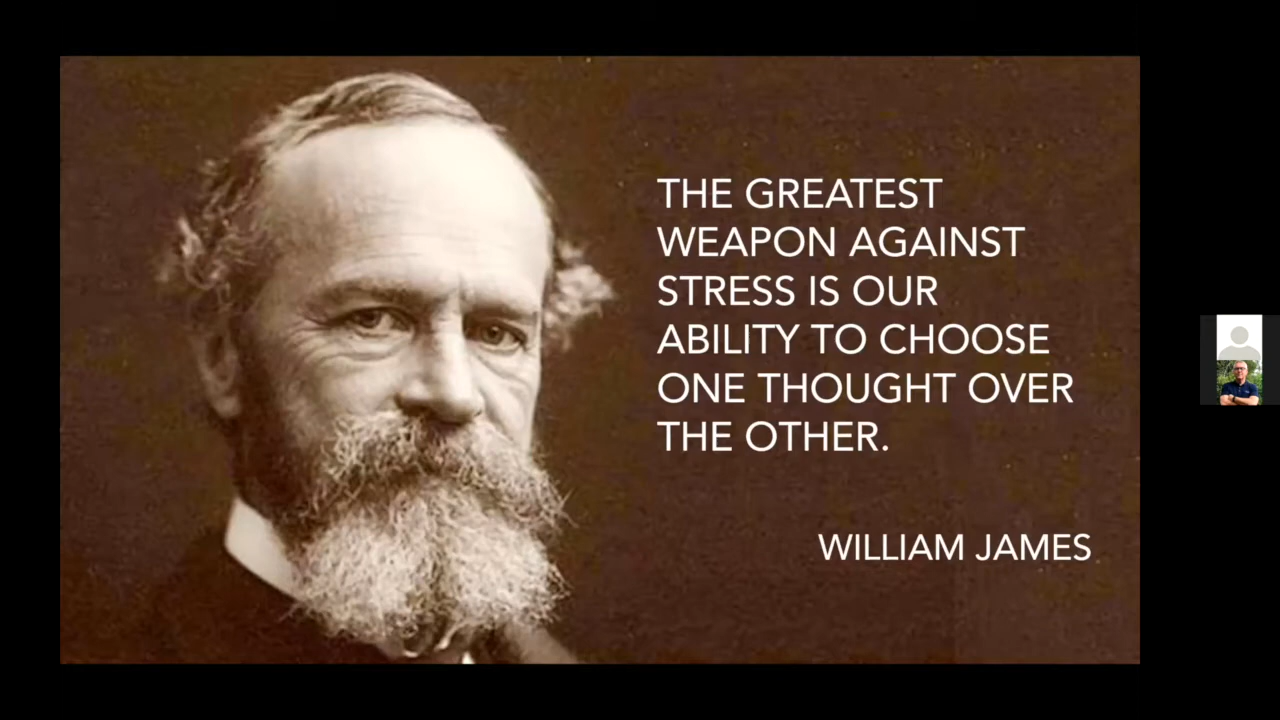 THE GREATEST
WEAPON AGAINST
STRESS IS OUR
ABILITY TO CHOOSE
ONE THOUGHT OVER
THE OTHER.
WILLIAM JAMES